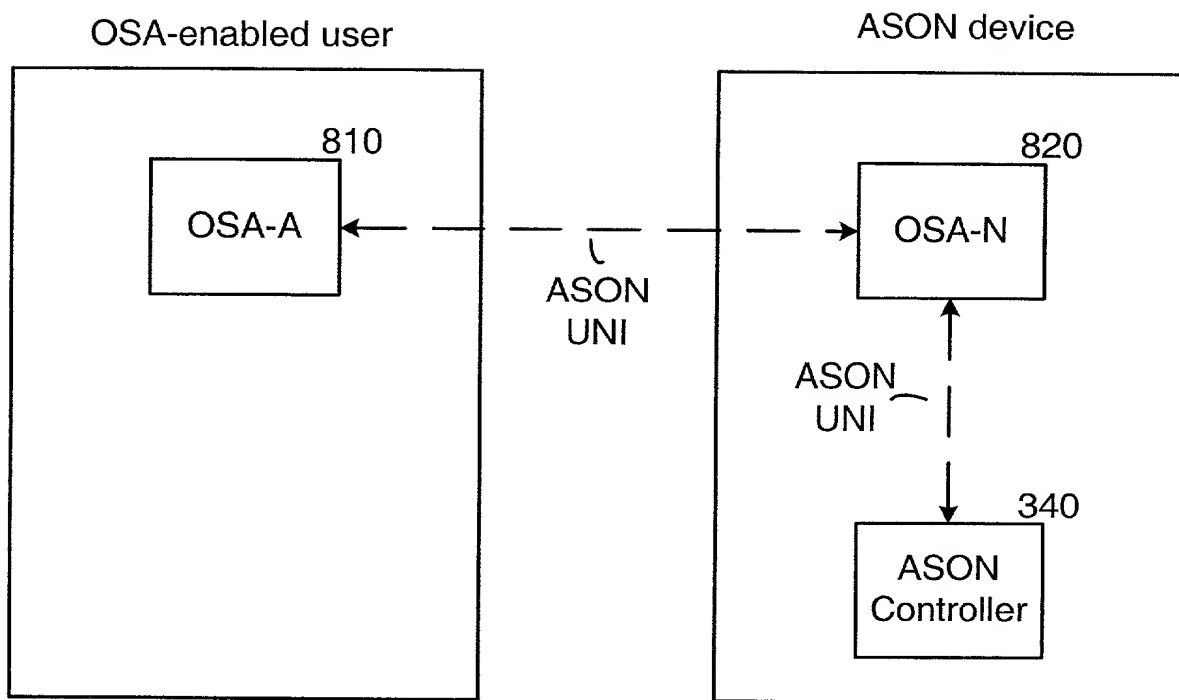 OSA-enabled user
ASON device
810
OSA-A
820
OSA-N
ASON
UNI
ASON
UNI
340
ASON
Controller